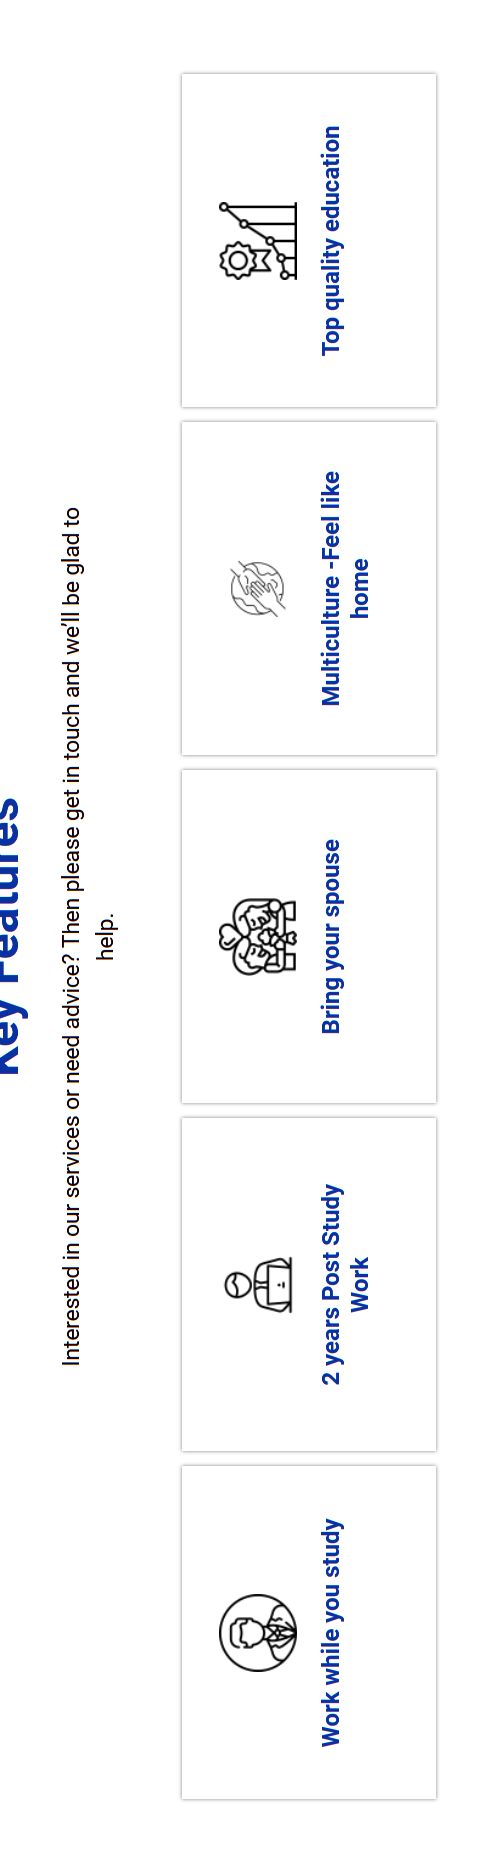 Key Features
Interested in our services or need advice? Then please get in touch and we'll be glad to
help.
Work while you study
2 years Post Study
Work
Bring your spouse
Multiculture -Feel like
home
Top quality education